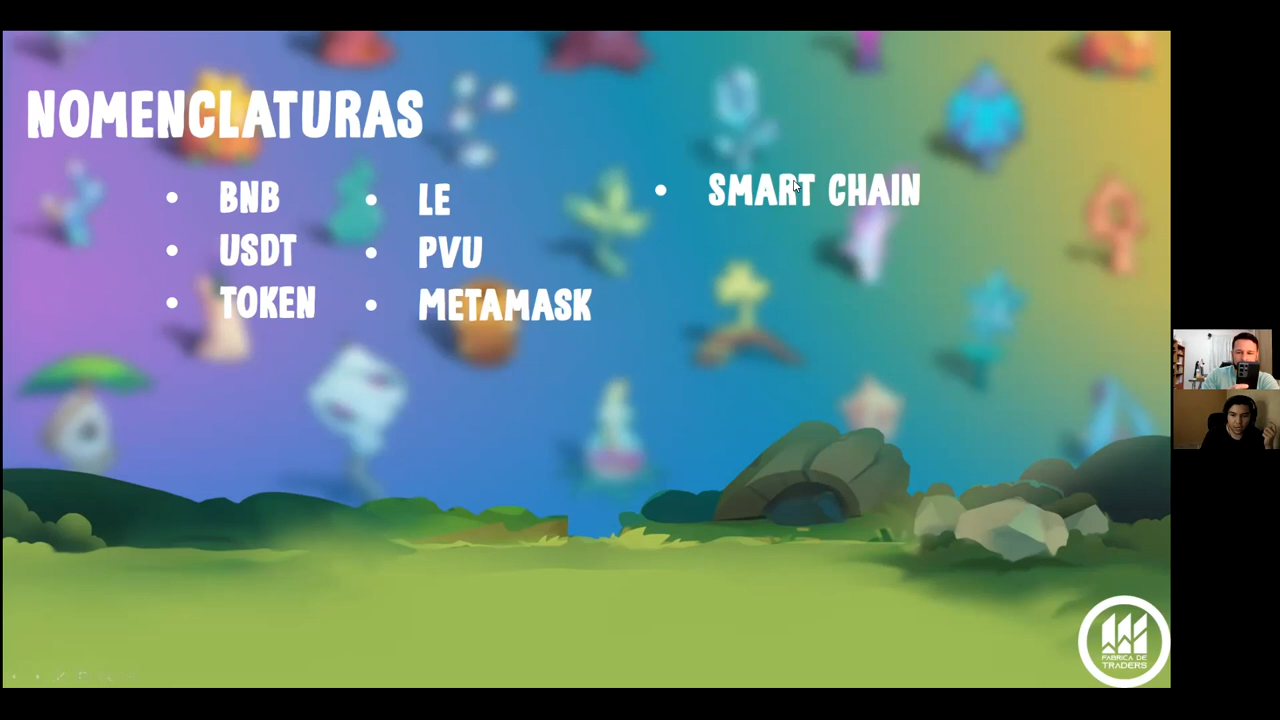 NOMENCLATURAS
• BNB
• USDT
• TOKEN
• LE
• PVU
• METAMASK
• SMART CHAIN
FABRICA DE
TRADERS